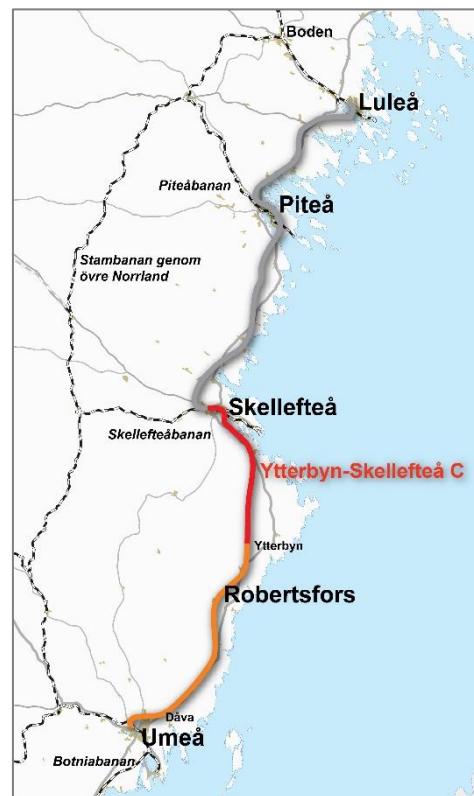 Boden
Luleå
Piteåbanan
Piteå
Stambanan genom
övre Norrland
Skellefteå
Skellefteåbanan
Ytterbyn-Skellefteå C
Ytterbyn
Robertsfors
Dåva
Umeå
Botniabanan